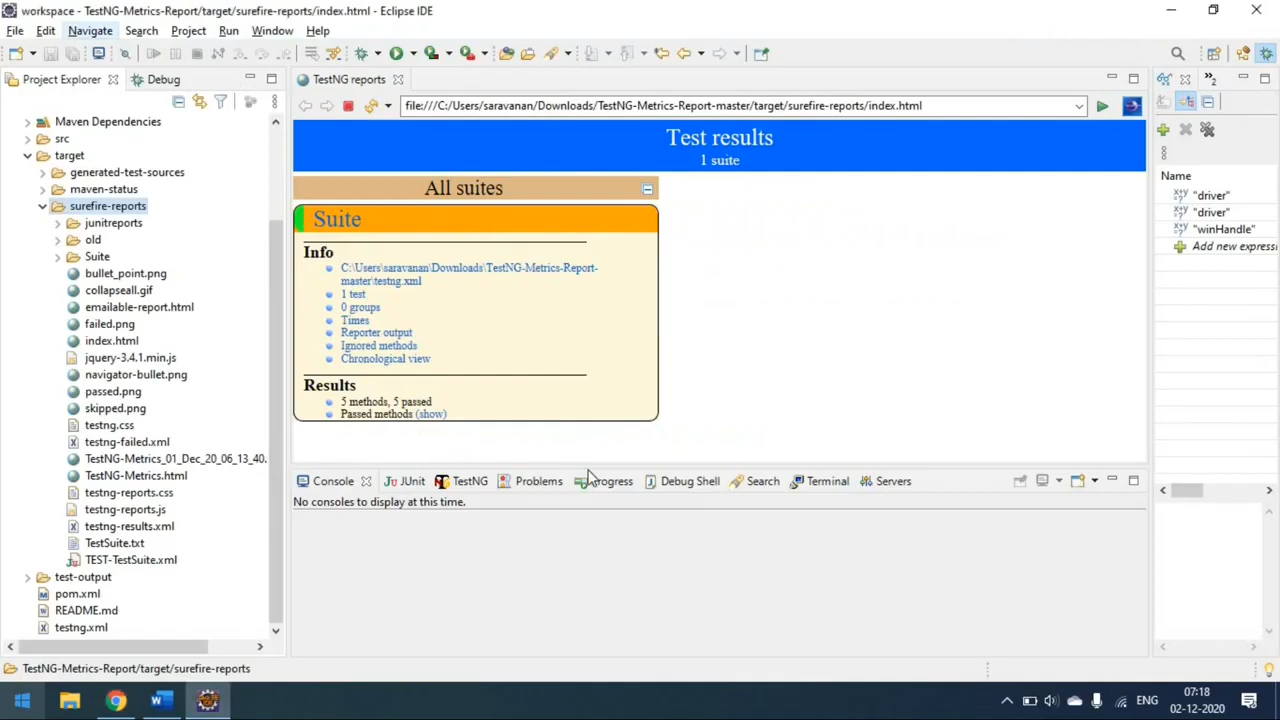 workspace - TestNG-Metrics-Report/target/surefire-reports/index.html - Eclipse IDE
File Edit Navigate Search Project Run Window Help
Project Explorer
Debug
Maven Dependencies
src
target
generated-test-sources
maven-status
surefire-reports
junitreports
old
Suite
bullet_point.png
collapseall.gif
emailable-report.html
failed.png
index.html
jquery-3.4.1.min.js
navigator-bullet.png
passed.png
skipped.png
testng.css
testng-failed.xml
TestNG-Metrics_01_Dec_20_06_13_40.
TestNG-Metrics.html
testng-reports.css
testng-reports.js
testng-results.xml
TestSuite.txt
TEST-TestSuite.xml
test-output
pom.xml
README.md
testng.xml
TestNG reports
file:///C:/Users/saravanan/Downloads/TestNG-Metrics-Report-master/target/surefire-reports/index.html
Test results
1 suite
All suites
Suite
Info
C:\Users\saravanan\Downloads\TestNG-Metrics-Report-
master\testng.xml
1 test
0 groups
Times
Reporter output
Ignored methods
Chronological view
Results
5 methods, 5 passed
Passed methods (show)
Console JUnit TestNG Problems Progress Debug Shell Search Terminal Servers
No consoles to display at this time.
2
Name
"driver"
"driver"
"winHandle"
Add new express
TestNG-Metrics-Report/target/surefire-reports
ENG
07:18
02-12-2020